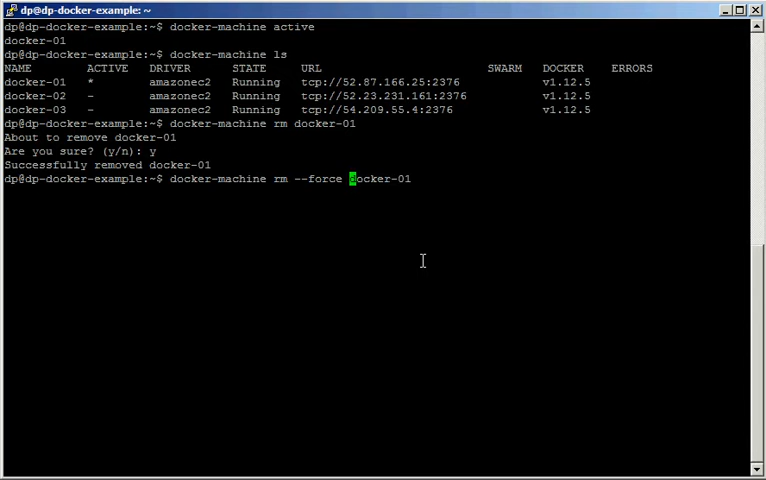 dp@dp-docker-example: ~
dp@dp-docker-example:~$ docker-machine active
docker-01
dp@dp-docker-example:~$ docker-machine ls
NAME ACTIVE DRIVER STATE URL SWARM DOCKER ERRORS
docker-01 * amazonec2 Running tcp://52.87.166.25:2376 v1.12.5
docker-02 - amazonec2 Running tcp://52.23.231.161:2376 v1.12.5
docker-03 - amazonec2 Running tcp://54.209.55.4:2376 v1.12.5
dp@dp-docker-example:~$ docker-machine rm docker-01
About to remove docker-01
Are you sure? (y/n): y
Successfully removed docker-01
dp@dp-docker-example:~$ docker-machine rm --force docker-01